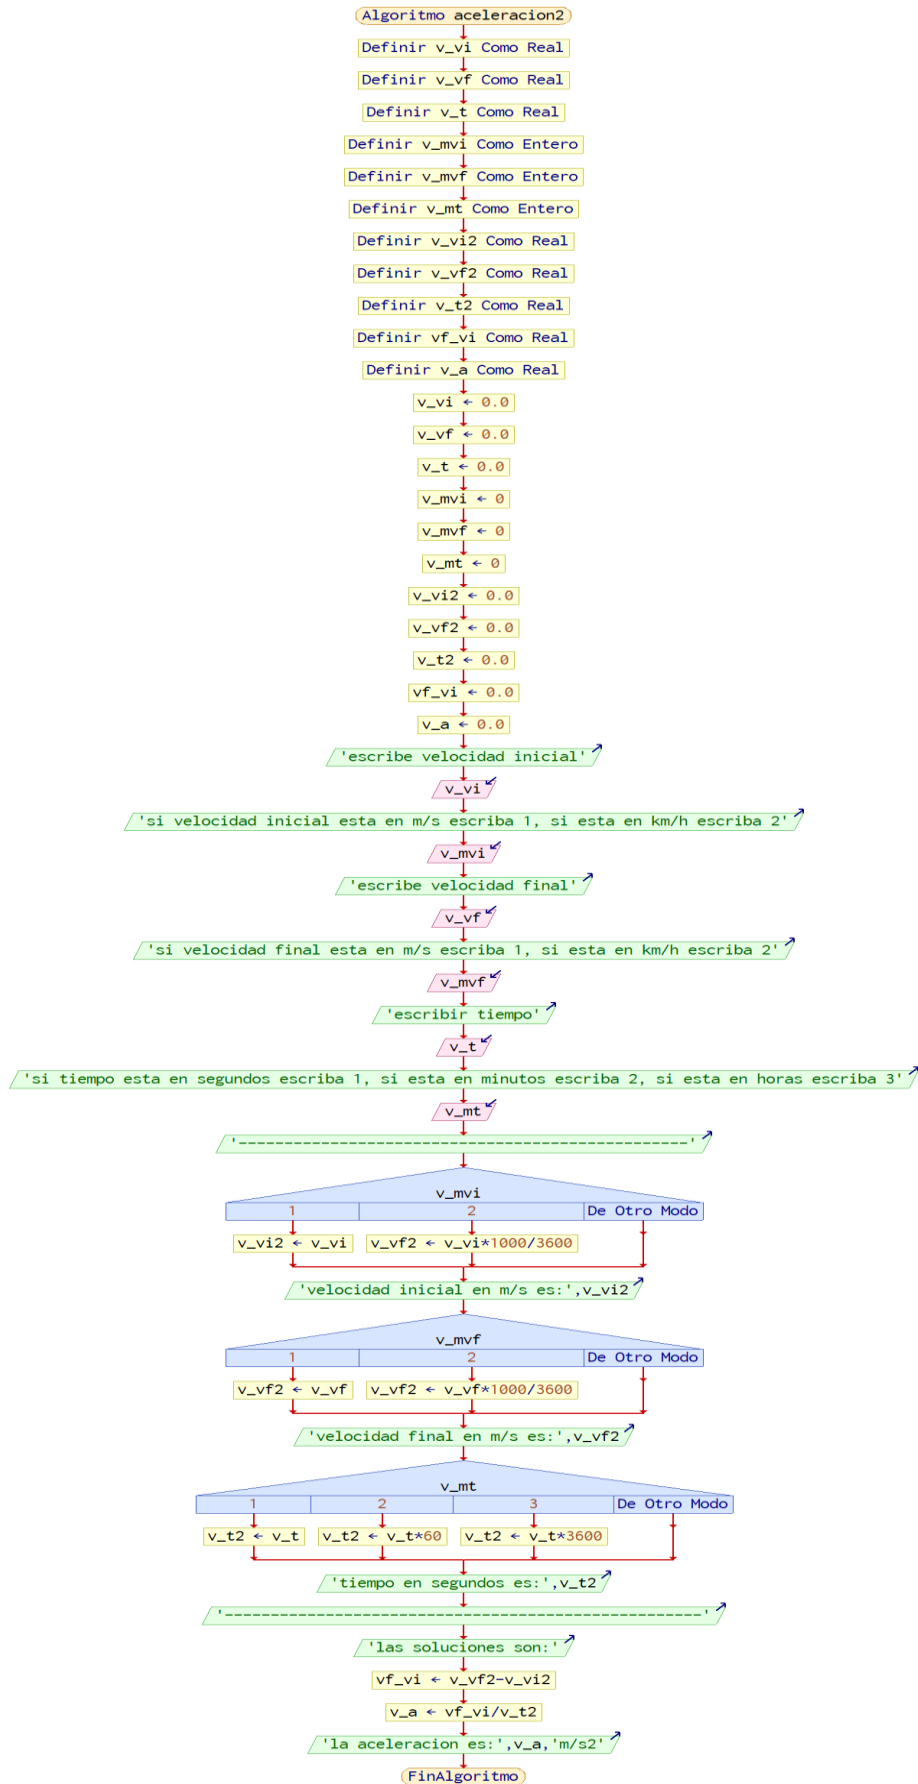 Algoritmo aceleracion2
Definir v_vi Como Real
Definir v_vf Como Real
Definir v_t Como Real
Definir v_mvi Como Entero
Definir v_mvf Como Entero
Definir v_mt Como Entero
Definir v_vi2 Como Real
Definir v_vf2 Como Real
Definir v_t2 Como Real
Definir vf_vi Como Real
Definir v_a Como Real
v_vi ← 0.0
v_vf ← 0.0
v_t ← 0.0
v_mvi ← 0
v_mvf ← 0
v_mt ← 0
v_vi2 ← 0.0
v_vf2 ← 0.0
v_t2 ← 0.0
vf_vi ← 0.0
v_a ← 0.0
'escribe velocidad inicial'
v_vi
'si velocidad inicial esta en m/s escriba 1, si esta en km/h escriba 2'
v_mvi
'escribe velocidad final'
v_vf
'si velocidad final esta en m/s escriba 1, si esta en km/h escriba 2'
v_mvf
'escribir tiempo'
v_t
'si tiempo esta en segundos escriba 1, si esta en minutos escriba 2, si esta en horas escriba 3'
v_mt
'-------------------------------------------------'
v_mvi
1 2 De Otro Modo
v_vi2 ← v_vi v_vf2 ← v_vi*1000/3600
'velocidad inicial en m/s es:',v_vi2
v_mvf
1 2 De Otro Modo
v_vf2 ← v_vf v_vf2 ← v_vf*1000/3600
'velocidad final en m/s es:',v_vf2
v_mt
1 2 3 De Otro Modo
v_t2 ← v_t v_t2 ← v_t*60 v_t2 ← v_t*3600
'tiempo en segundos es:',v_t2
'----------------------------------------------------'
'las soluciones son:'
vf_vi ← v_vf2-v_vi2
v_a ← vf_vi/v_t2
'la aceleracion es:',v_a,'m/s2'
FinAlgoritmo